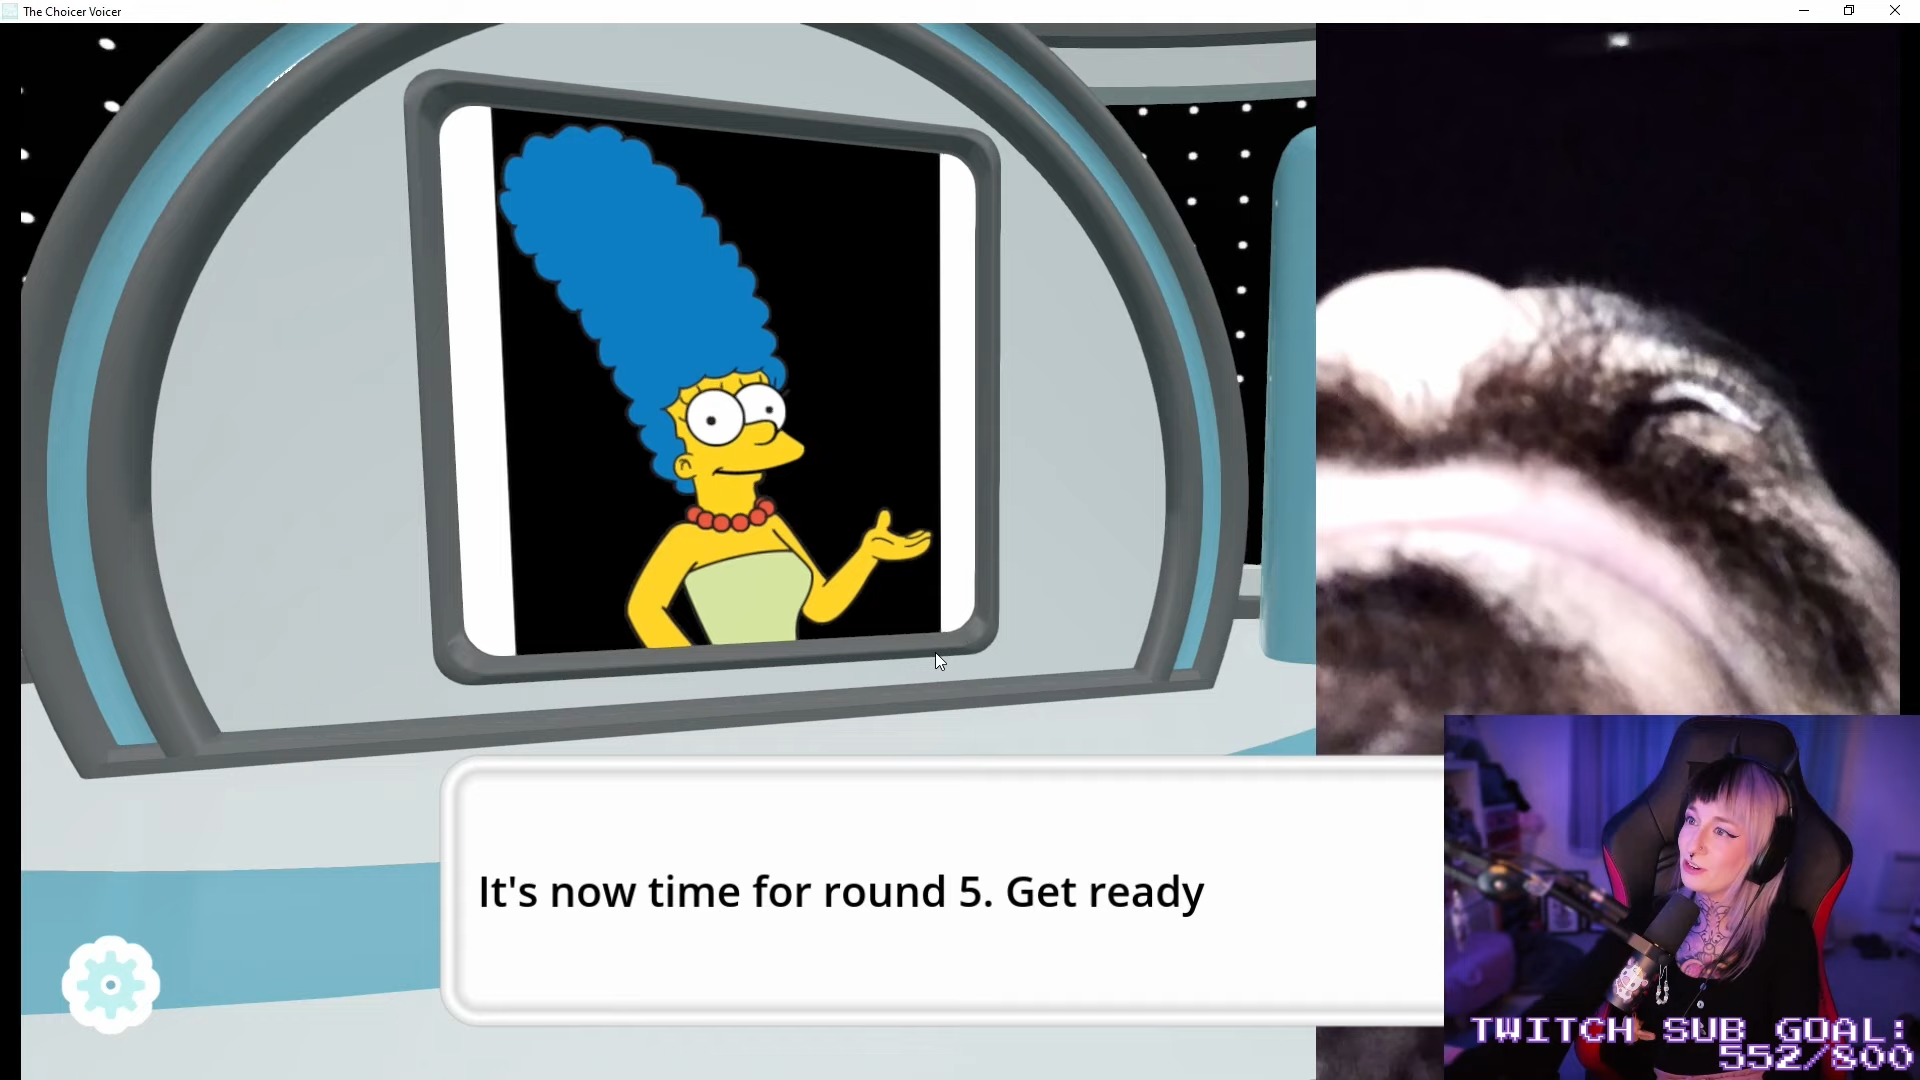 The Choicer Voicer
It's now time for round 5. Get ready
TWITCH SUB GOAL:
552/800